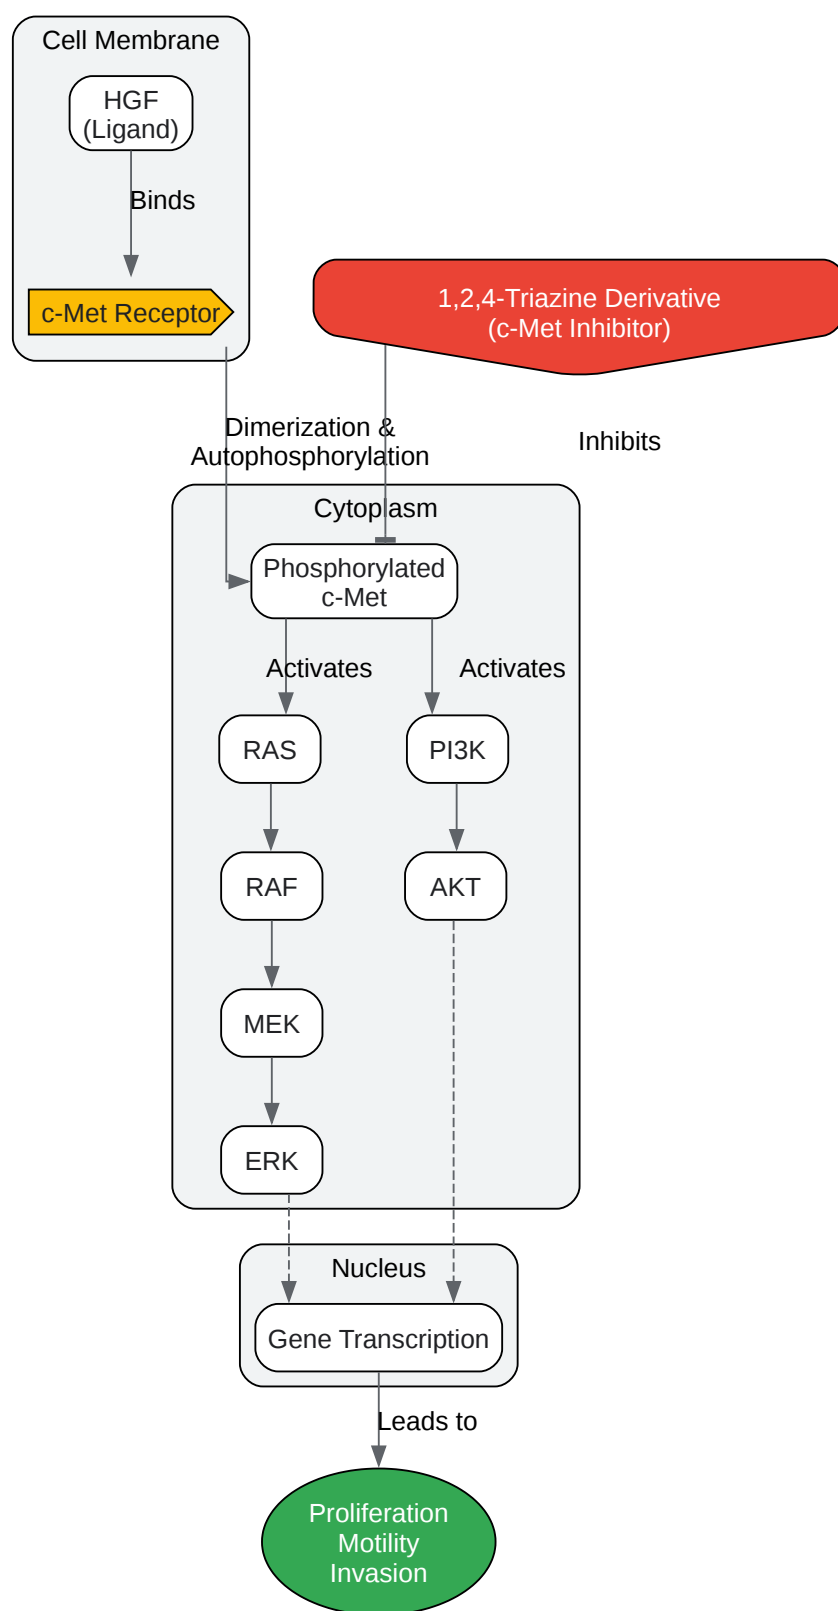 Cell Membrane
HGF
(Ligand)
Binds
c-Met Receptor
1,2,4-Triazine Derivative
(c-Met Inhibitor)
Dimerization &
Autophosphorylation
Inhibits
Cytoplasm
Phosphorylated
c-Met
Activates
Activates
RAS
PI3K
RAF
AKT
MEK
ERK
Nucleus
Gene Transcription
Leads to
Proliferation
Motility
Invasion